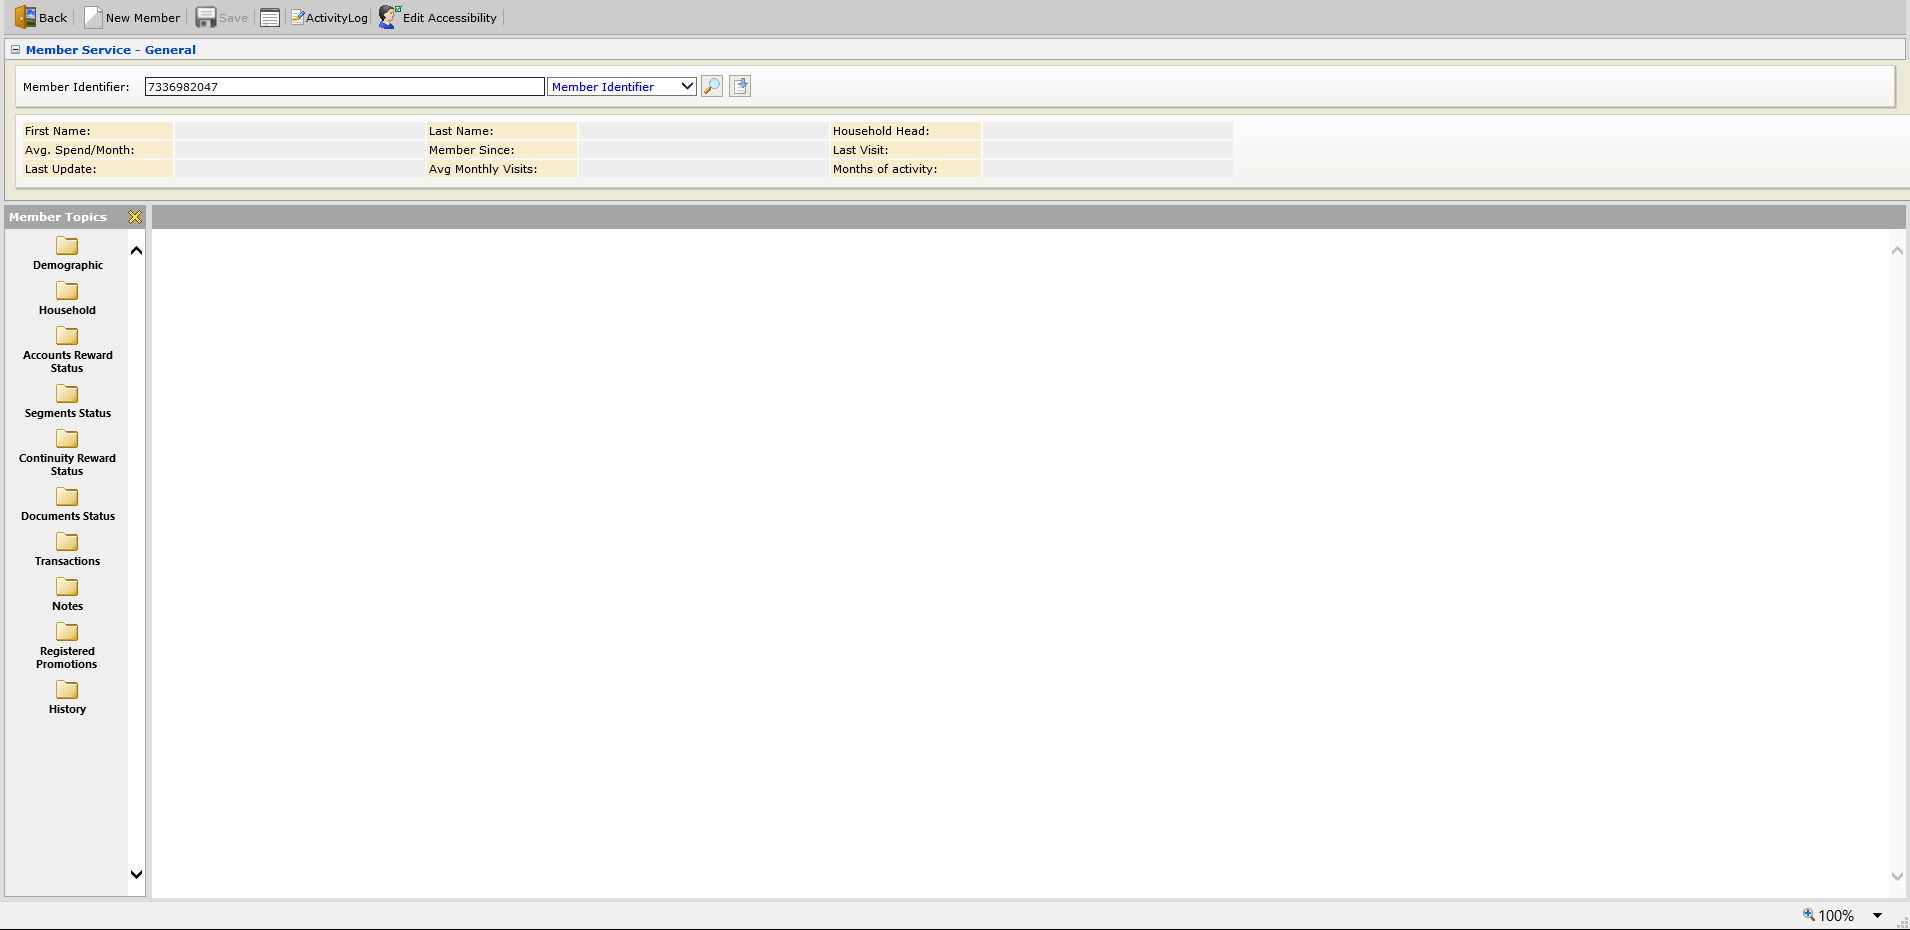 Back New Member Save ActivityLog Edit Accessibility
Member Service - General
Member Identifier: 7336982047 Member Identifier
First Name: Last Name: Household Head:
Avg. Spend/Month: Member Since: Last Visit:
Last Update: Avg Monthly Visits: Months of activity:
Member Topics
Demographic
Household
Accounts Reward
Status
Segments Status
Continuity Reward
Status
Documents Status
Transactions
Notes
Registered
Promotions
History
100%